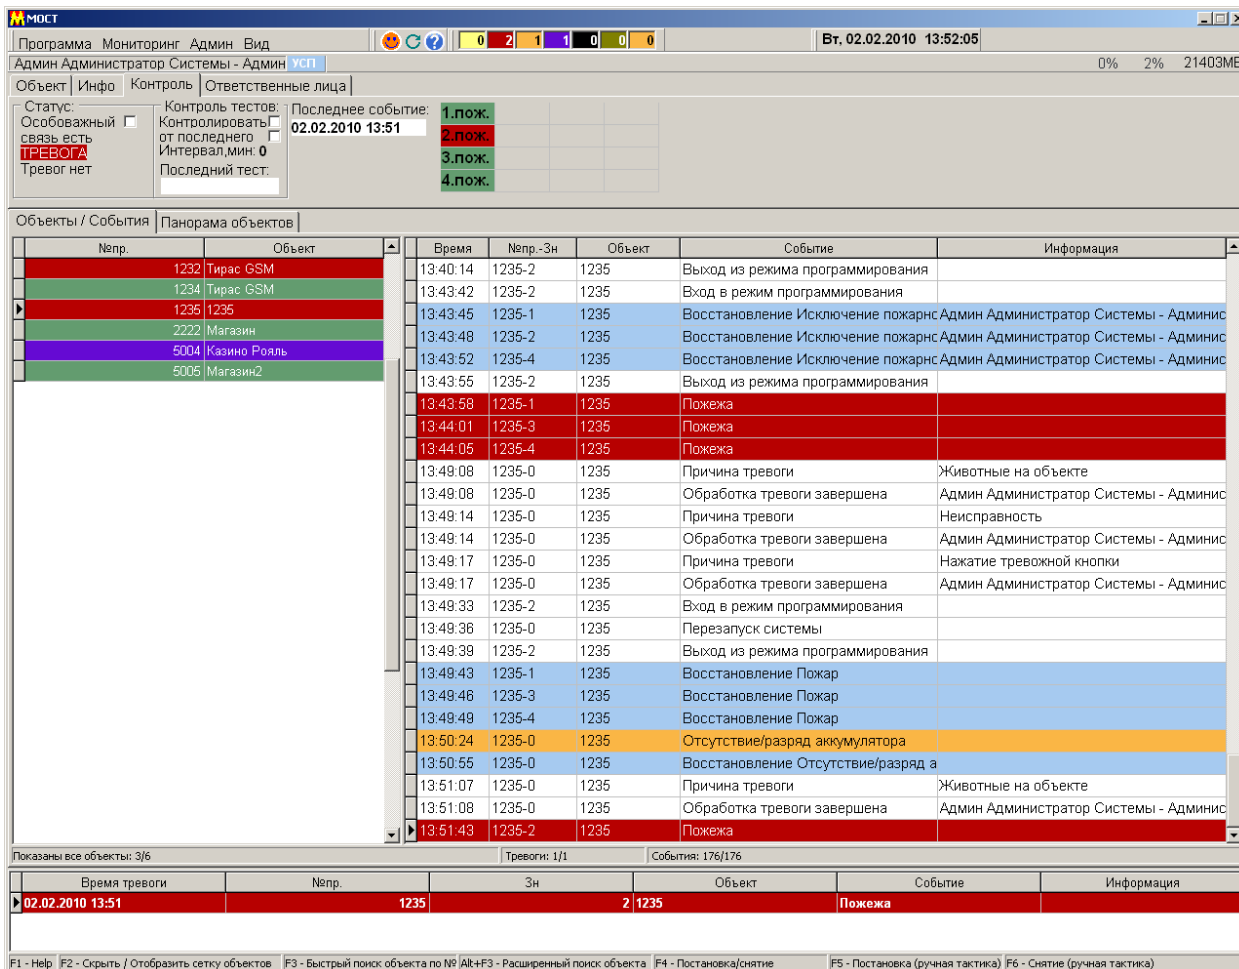 МОСТ
Программа Мониторинг Админ Вид 0 2 1 1 0 0 0 Вт, 02.02.2010 13:52:05
Админ Администратор Системы - Админ УСП 0% 2% 21403МБ
Объект Инфо Контроль Ответственные лица
Статус: Контроль тестов: Последнее событие: 1.пож.
Особоважный Контролировать 02.02.2010 13:51
связь есть от последнего 2.пож.
ТРЕВОГА Интервал,мин: 0 3.пож.
Тревог нет Последний тест: 4.пож.
Объекты / События Панорама объектов
№пр. Объект
1232 Тирас GSM
1234 Тирас GSM
1235 1235
2222 Магазин
5004 Казино Рояль
5005 Магазин2
Время №пр.-Зн Объект Событие Информация
13:40:14 1235-2 1235 Выход из режима программирования
13:43:42 1235-2 1235 Вход в режим программирования
13:43:45 1235-1 1235 Восстановление Исключение пожарнс Админ Администратор Системы - Админис
13:43:48 1235-2 1235 Восстановление Исключение пожарнс Админ Администратор Системы - Админис
13:43:52 1235-4 1235 Восстановление Исключение пожарнс Админ Администратор Системы - Админис
13:43:55 1235-2 1235 Выход из режима программирования
13:43:58 1235-1 1235 Пожежа
13:44:01 1235-3 1235 Пожежа
13:44:05 1235-4 1235 Пожежа
13:49:08 1235-0 1235 Причина тревоги Животные на объекте
13:49:08 1235-0 1235 Обработка тревоги завершена Админ Администратор Системы - Админис
13:49:14 1235-0 1235 Причина тревоги Неисправность
13:49:14 1235-0 1235 Обработка тревоги завершена Админ Администратор Системы - Админис
13:49:17 1235-0 1235 Причина тревоги Нажатие тревожной кнопки
13:49:17 1235-0 1235 Обработка тревоги завершена Админ Администратор Системы - Админис
13:49:33 1235-2 1235 Вход в режим программирования
13:49:36 1235-0 1235 Перезапуск системы
13:49:39 1235-2 1235 Выход из режима программирования
13:49:43 1235-1 1235 Восстановление Пожар
13:49:46 1235-3 1235 Восстановление Пожар
13:49:49 1235-4 1235 Восстановление Пожар
13:50:24 1235-0 1235 Отсутствие/разряд аккумулятора
13:50:55 1235-0 1235 Восстановление Отсутствие/разряд а
13:51:07 1235-0 1235 Причина тревоги Животные на объекте
13:51:08 1235-0 1235 Обработка тревоги завершена Админ Администратор Системы - Админис
13:51:43 1235-2 1235 Пожежа
Показаны все объекты: 3/6 Тревоги: 1/1 События: 176/176
Время тревоги №пр. Зн Объект Событие Информация
02.02.2010 13:51 1235 2 1235 Пожежа
F1 - Help F2 - Скрыть / Отобразить сетку объектов F3 - Быстрый поиск объекта по № Alt+F3 - Расширенный поиск объекта F4 - Постановка/снятие F5 - Постановка (ручная тактика) F6 - Снятие (ручная тактика)